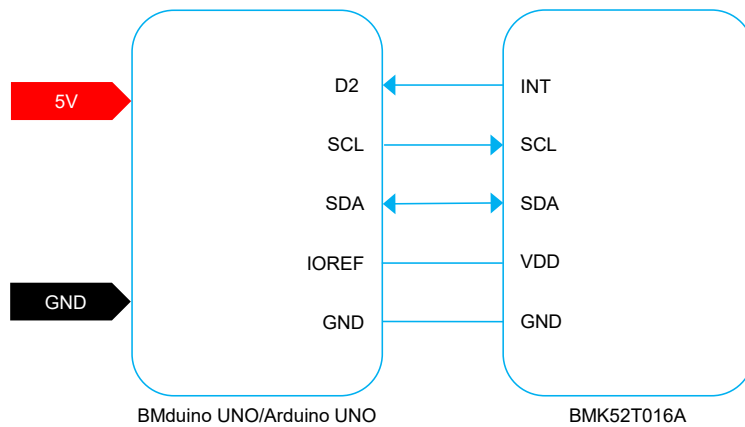 5V
GND
D2
SCL
SDA
IOREF
GND
INT
SCL
SDA
VDD
GND
BMduino UNO/Arduino UNO
BMK52T016A